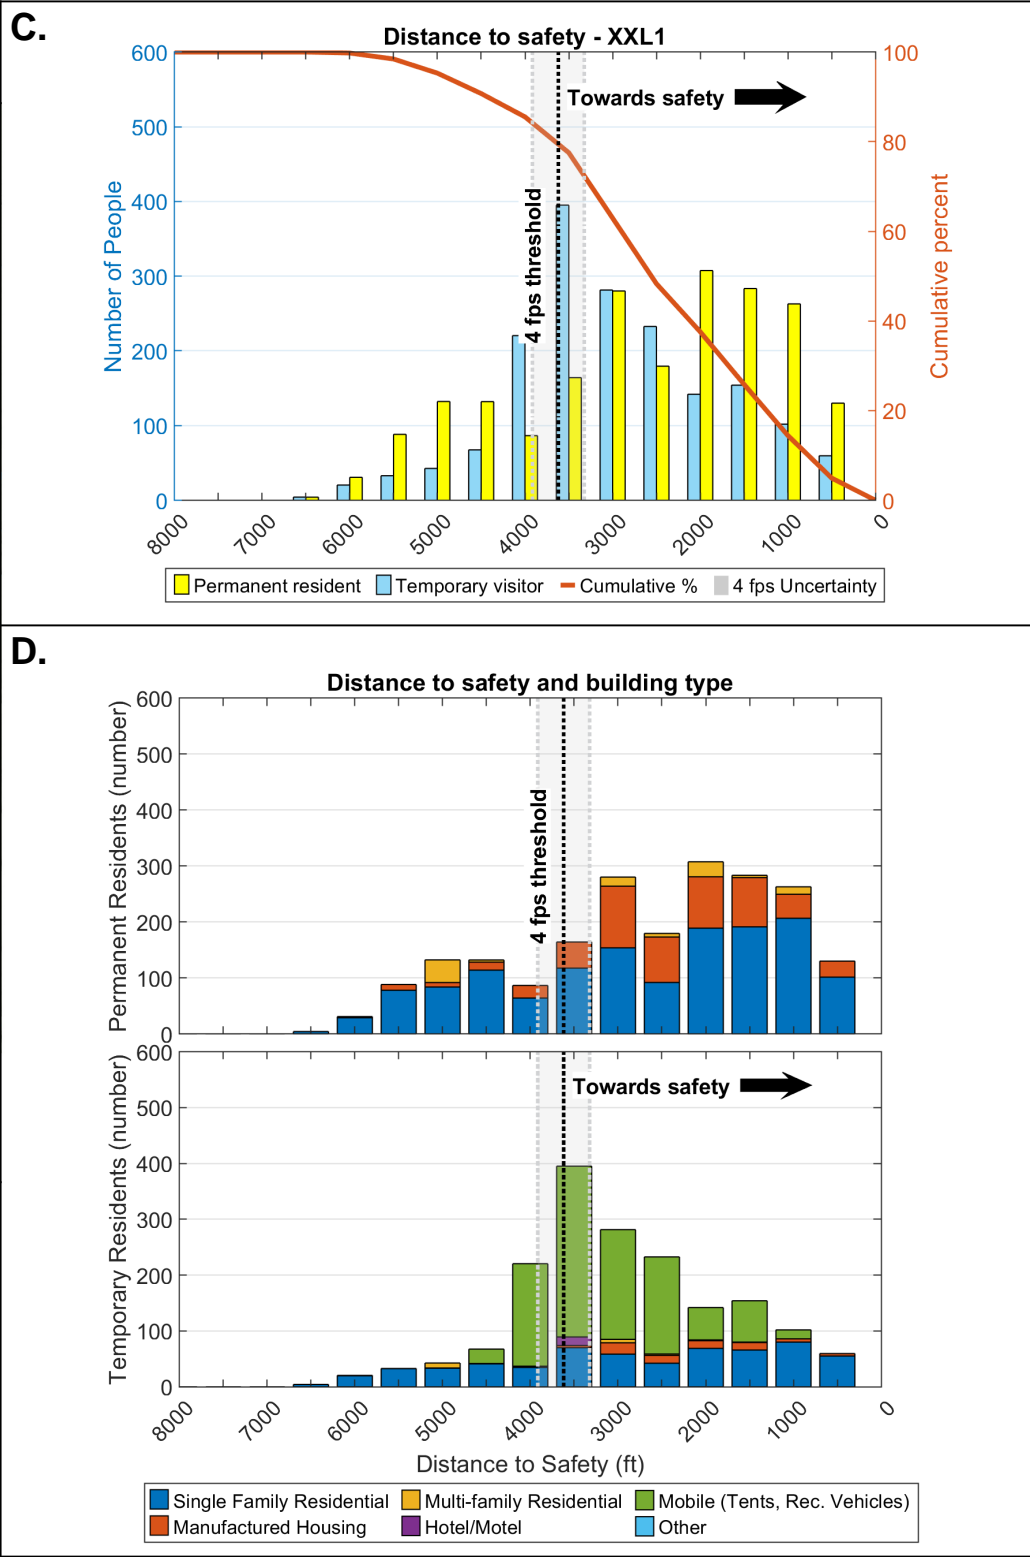 C.
Distance to safety - XXL1
600
500
400
300
200
100
0
Number of People
100
80
60
40
20
0
Cumulative percent
Towards safety
4 fps threshold
8000
7000
6000
5000
4000
3000
2000
1000
0
Permanent resident
Temporary visitor
Cumulative %
4 fps Uncertainty
D.
Distance to safety and building type
600
500
400
300
200
100
0
Permanent Residents (number)
4 fps threshold
600
500
400
300
200
100
0
Temporary Residents (number)
Towards safety
8000
7000
6000
5000
4000
3000
2000
1000
0
Distance to Safety (ft)
Single Family Residential
Multi-family Residential
Mobile (Tents, Rec. Vehicles)
Manufactured Housing
Hotel/Motel
Other